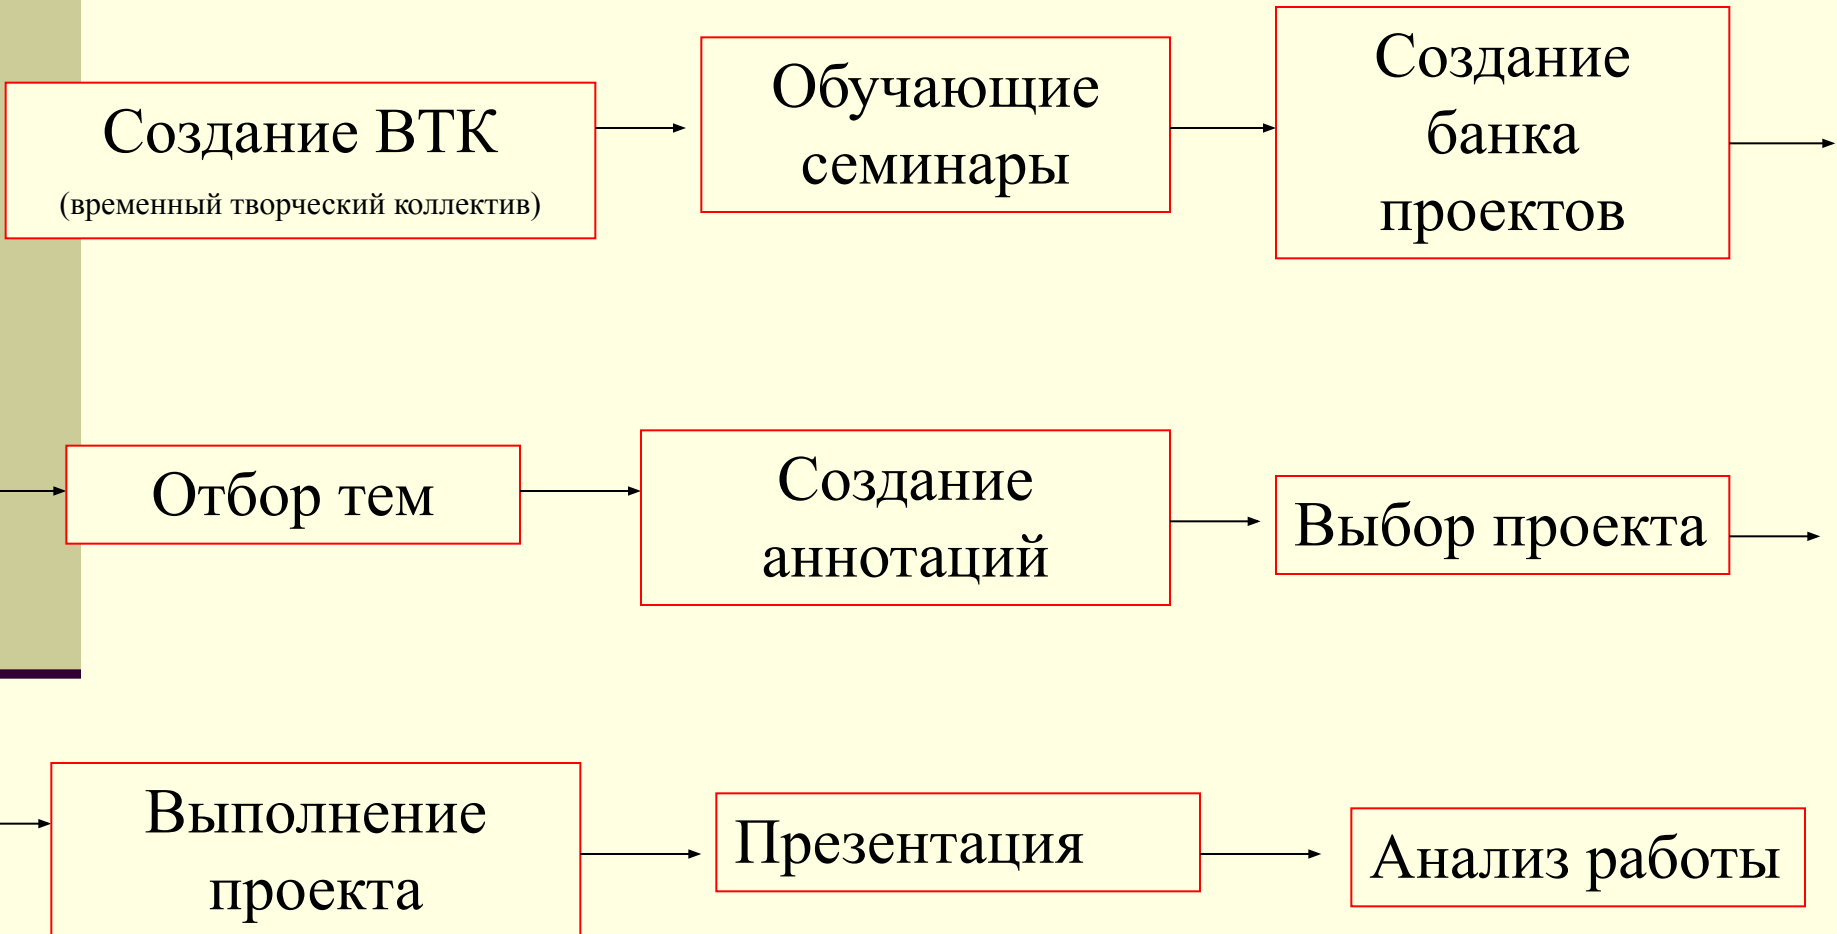 Создание ВТК
(временный творческий коллектив)
Обучающие
семинары
Создание
банка
проектов
Отбор тем
Создание
аннотаций
Выбор проекта
Выполнение
проекта
Презентация
Анализ работы